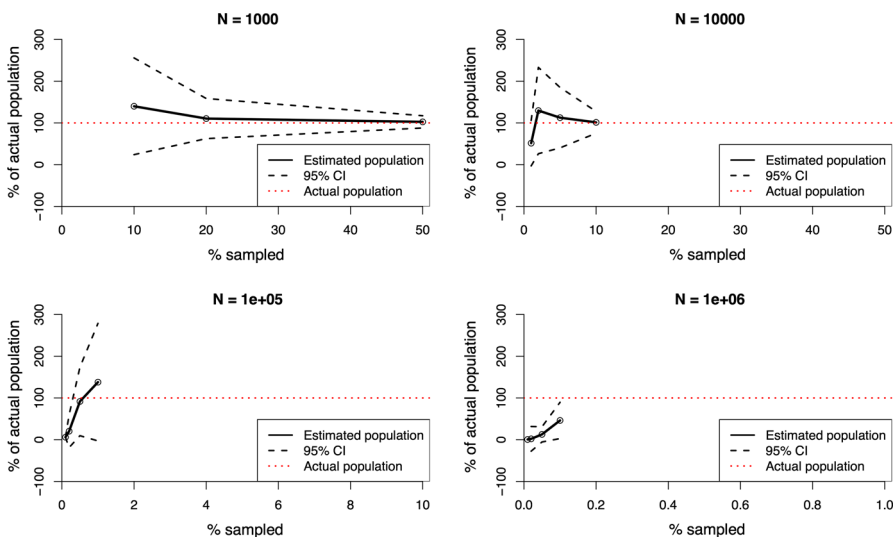 N = 1000
300
200
100
0
−100
% of actual population
Estimated population
95% CI
Actual population
0 10 20 30 40 50
% sampled
N = 10000
300
200
100
0
−100
% of actual population
Estimated population
95% CI
Actual population
0 10 20 30 40 50
% sampled
N = 1e+05
300
200
100
0
−100
% of actual population
Estimated population
95% CI
Actual population
0 2 4 6 8 10
% sampled
N = 1e+06
300
200
100
0
−100
% of actual population
Estimated population
95% CI
Actual population
0.0 0.2 0.4 0.6 0.8 1.0
% sampled